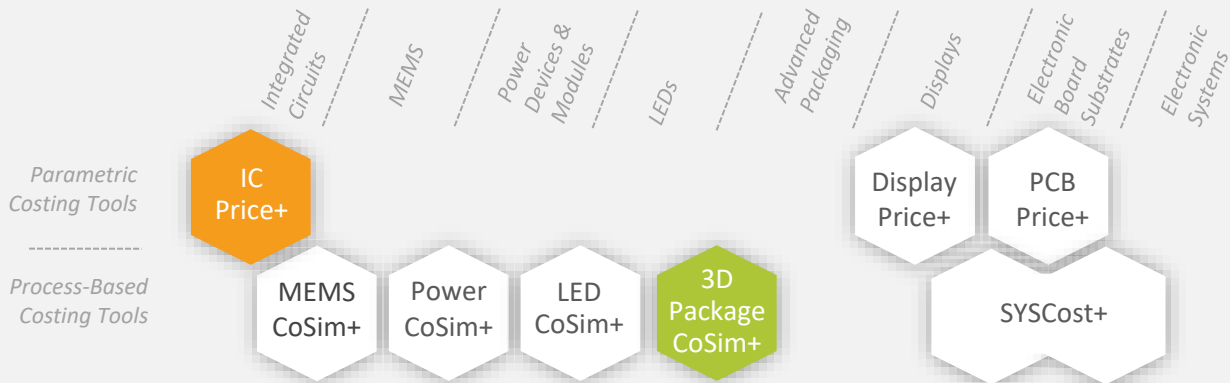 Integrated
Circuits
MEMS
Power
Devices &
Modules
LEDs
Advanced
Packaging
Displays
Electronic
Board
Substrates
Electronic
Systems
Parametric
Costing Tools
IC
Price+
Display
Price+
PCB
Price+
Process-Based
Costing Tools
MEMS
CoSim+
Power
CoSim+
LED
CoSim+
3D
Package
CoSim+
SYSCost+